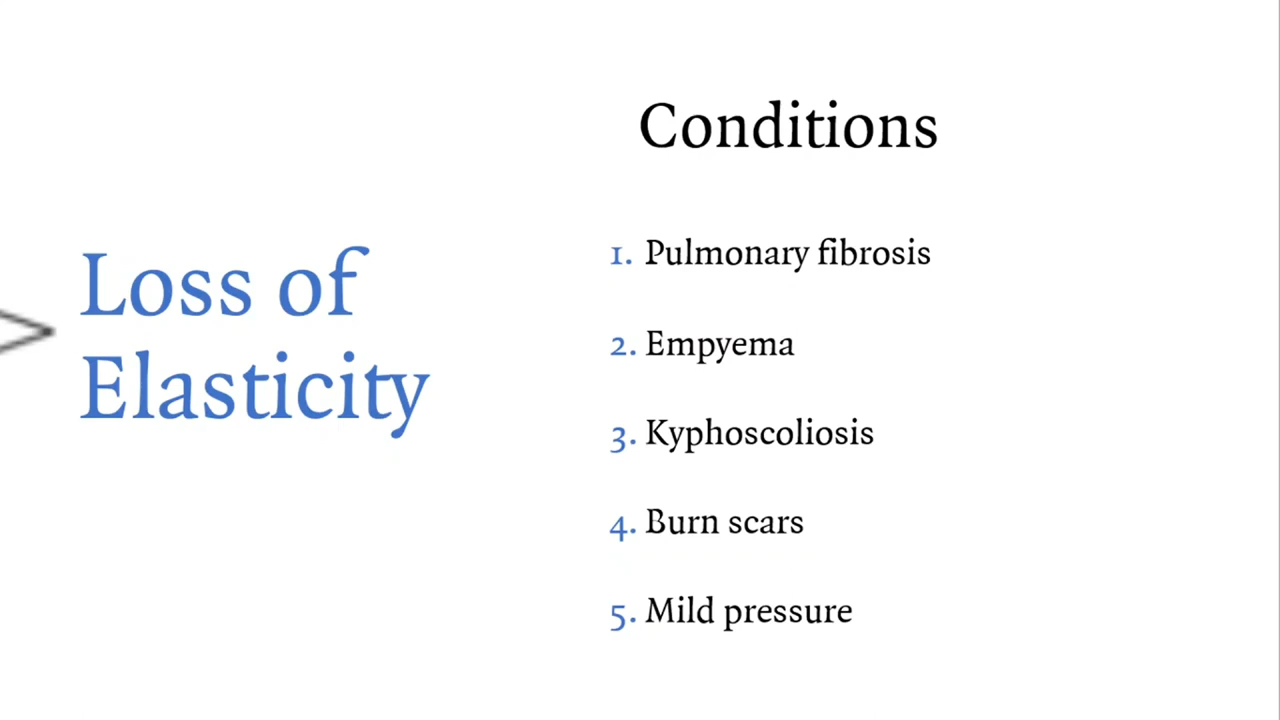 Loss of
Elasticity
Conditions
1. Pulmonary fibrosis
2. Empyema
3. Kyphoscoliosis
4. Burn scars
5. Mild pressure